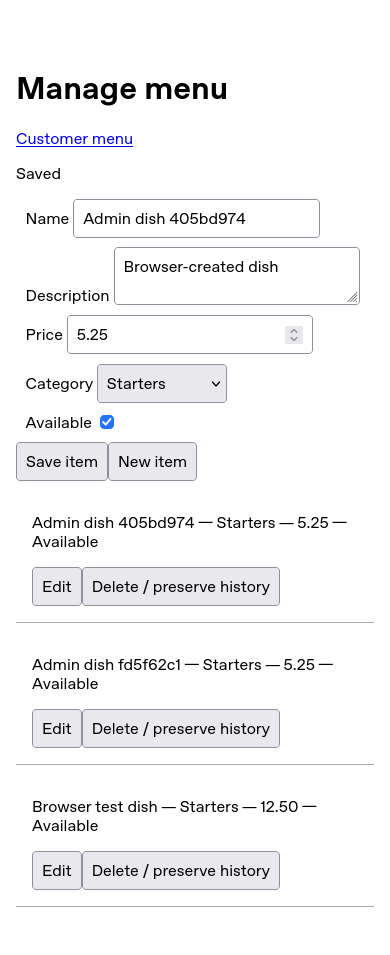 Manage menu
Customer menu
Saved
Name Admin dish 405bd974
Browser-created dish
Description
Price 5.25
Category Starters
Available
Save item New item
Admin dish 405bd974 — Starters — 5.25 —
Available
Edit Delete / preserve history
Admin dish fd5f62c1 — Starters — 5.25 —
Available
Edit Delete / preserve history
Browser test dish — Starters — 12.50 —
Available
Edit Delete / preserve history